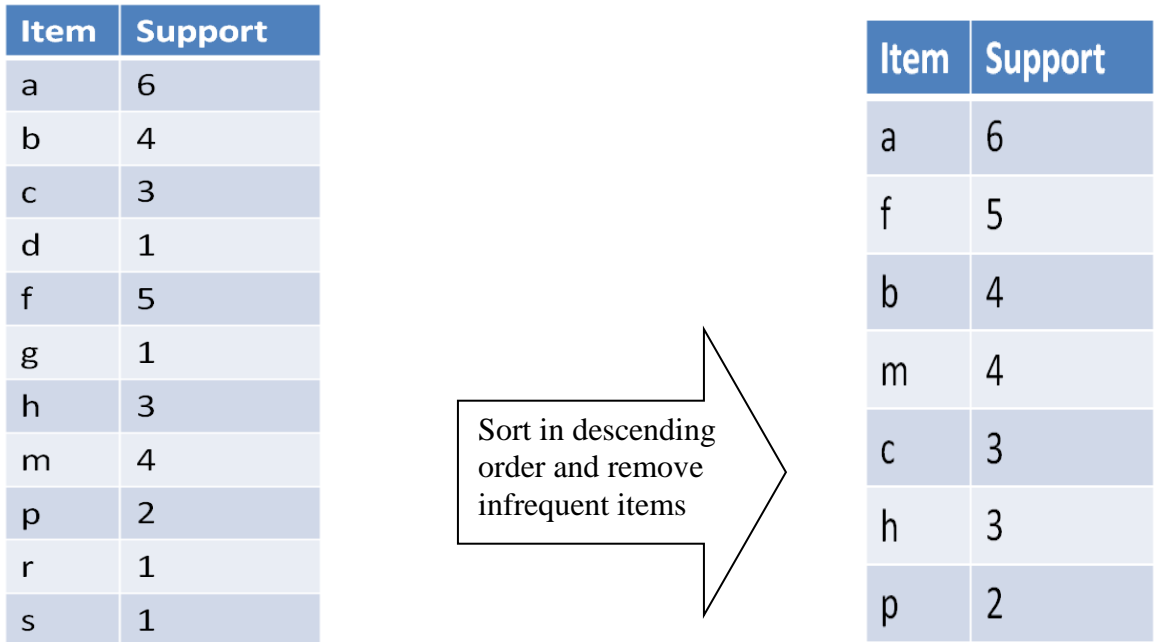 Item Support
a 6
b 4
c 3
d 1
f 5
g 1
h 3
m 4
p 2
r 1
s 1
Sort in descending
order and remove
infrequent items
Item Support
a 6
f 5
b 4
m 4
c 3
h 3
p 2